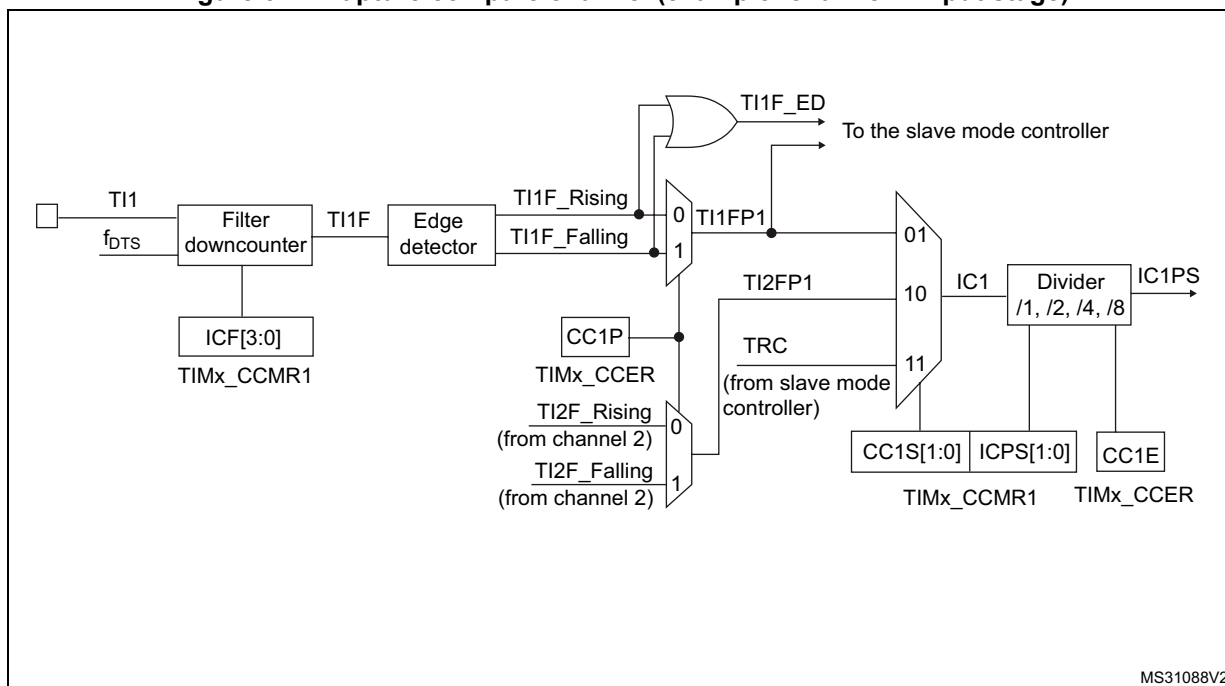 TI1F_ED
To the slave mode controller
TI1
f_DTS
Filter
downcounter
TI1F
Edge
detector
TI1F_Rising
TI1F_Falling
0
1
TI1FP1
01
TI2FP1
10
IC1
Divider
/1, /2, /4, /8
IC1PS
ICF[3:0]
TIMx_CCMR1
CC1P
TIMx_CCER
TRC
11
(from slave mode
controller)
TI2F_Rising
(from channel 2)
0
TI2F_Falling
(from channel 2)
1
CC1S[1:0]
ICPS[1:0]
CC1E
TIMx_CCMR1
TIMx_CCER
MS31088V2